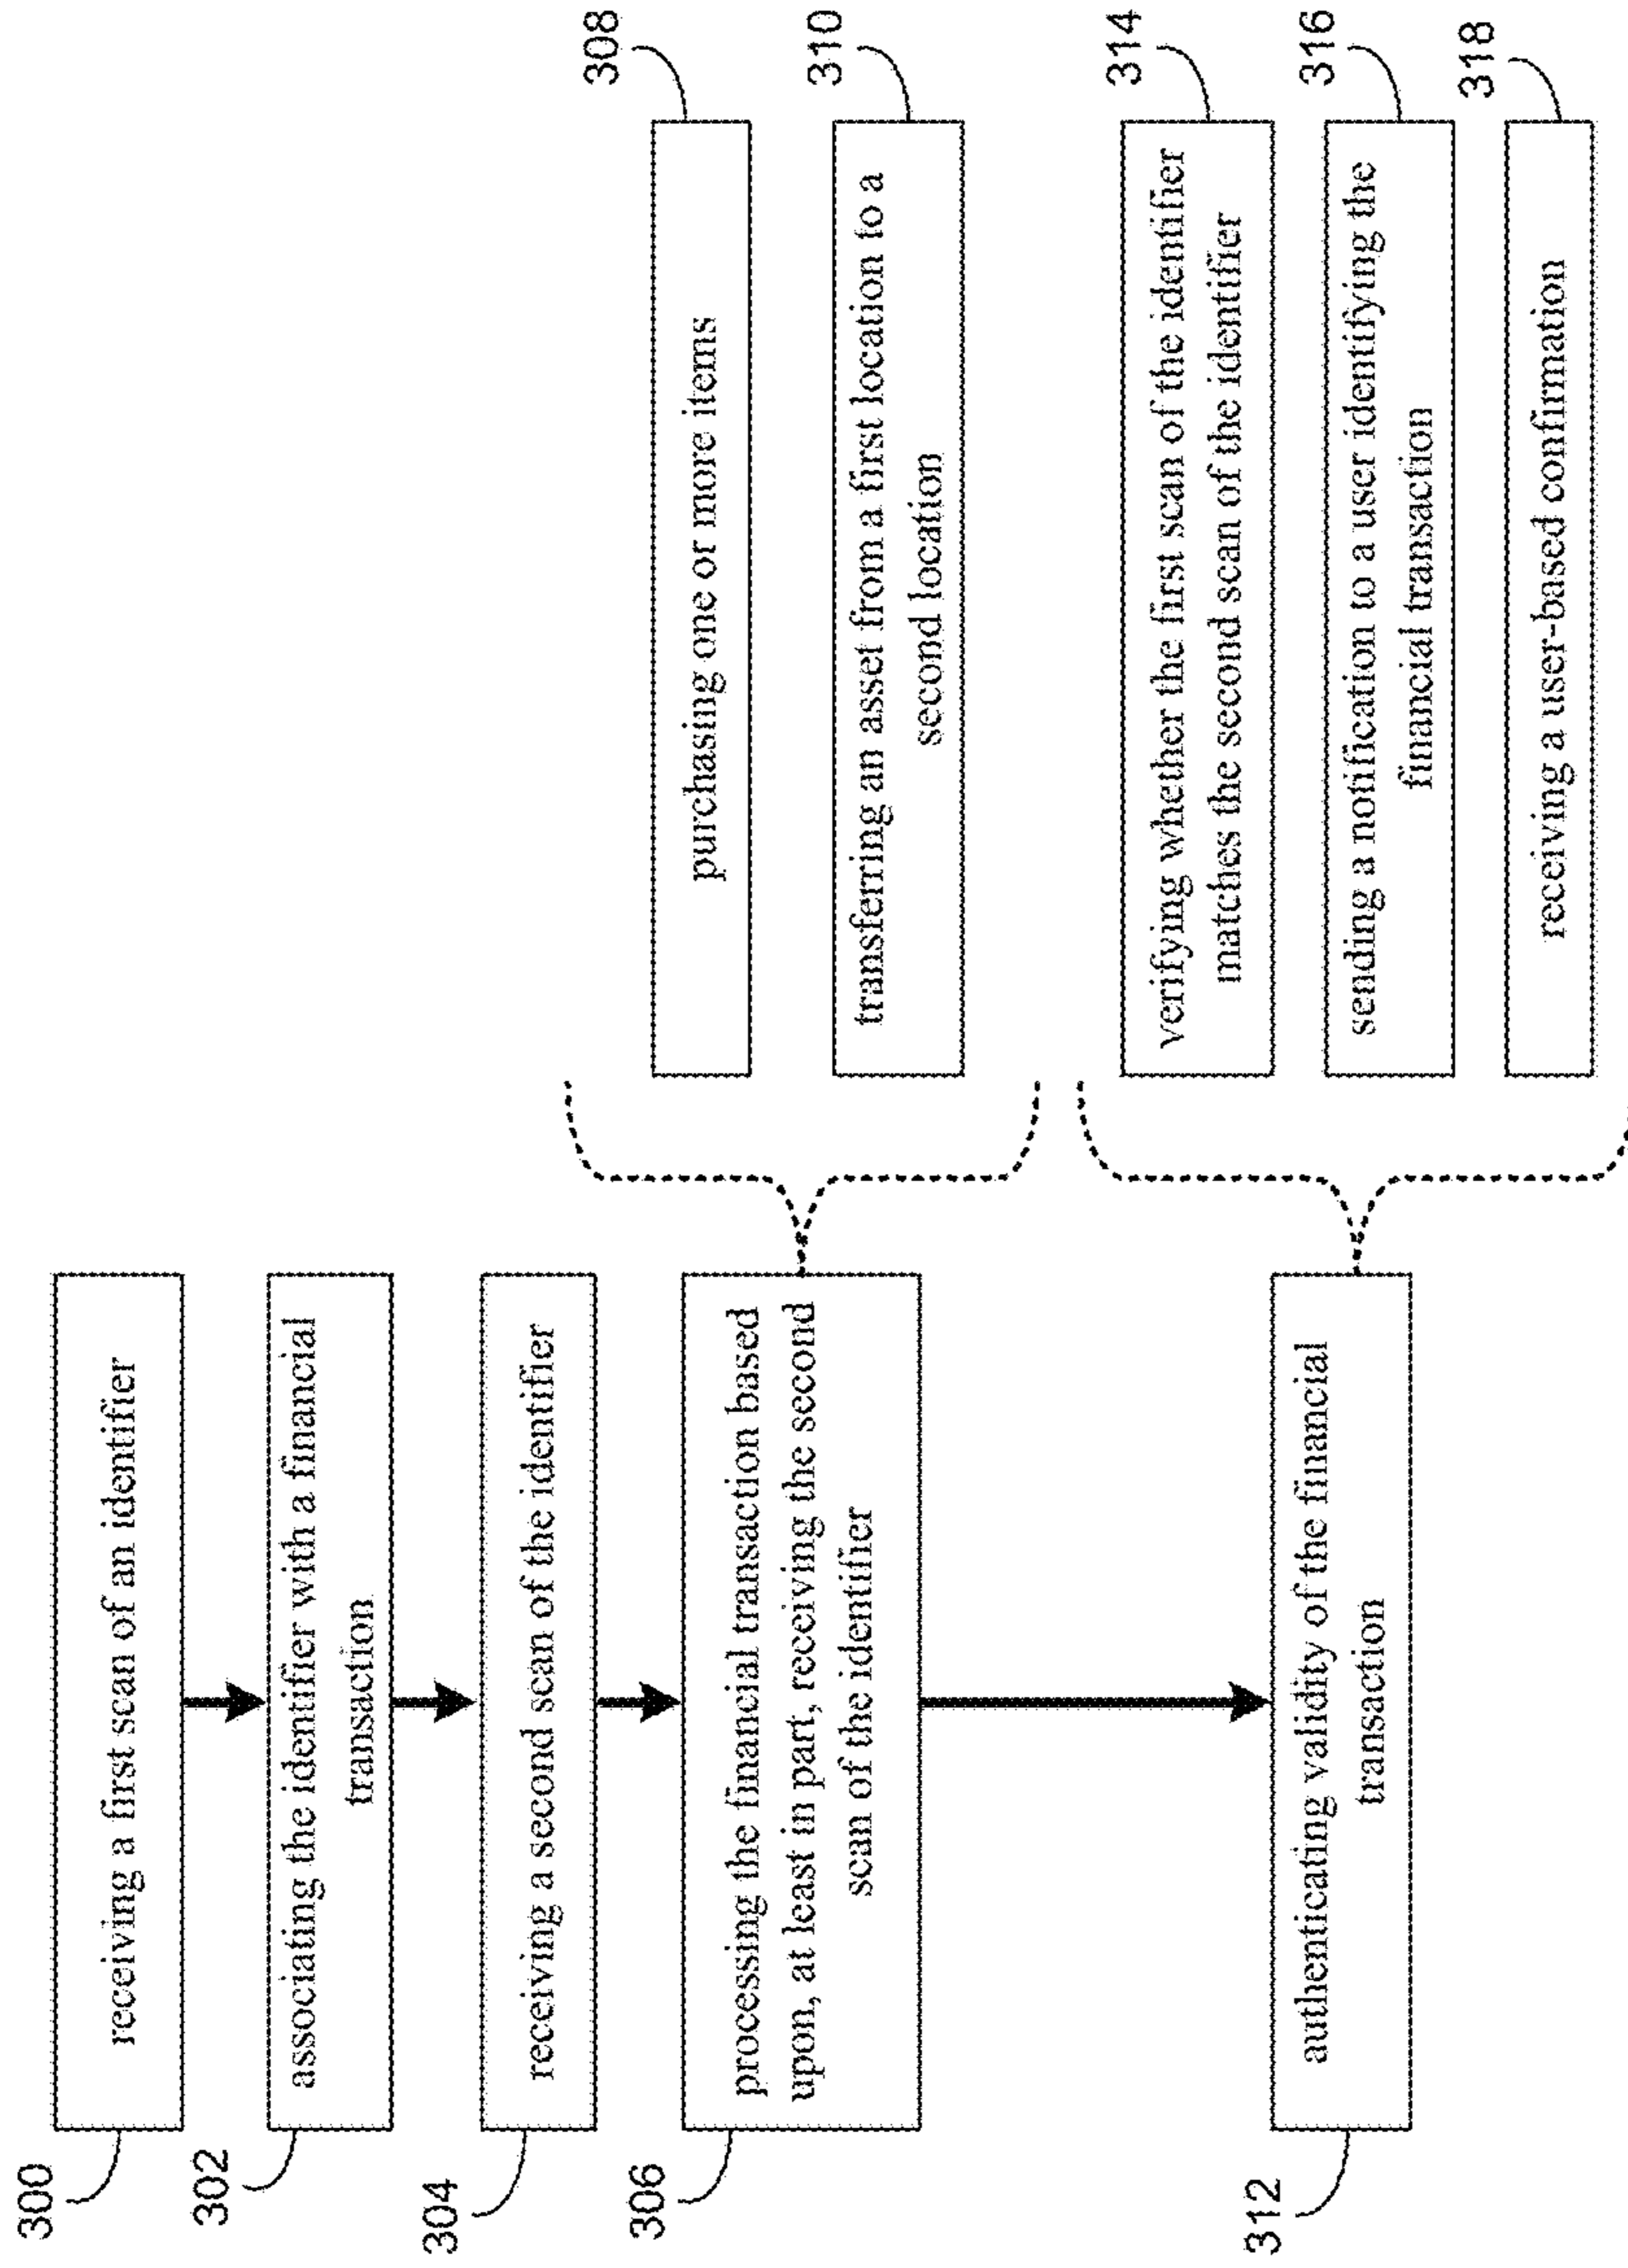 300
receiving a first scan of an identifier
302
associating the identifier with a financial
transaction
304
receiving a second scan of the identifier
306
processing the financial transaction based
upon, at least in part, receiving the second
scan of the identifier
308
purchasing one or more items
310
transferring an asset from a first location to a
second location
312
authenticating validity of the financial
transaction
314
verifying whether the first scan of the identifier
matches the second scan of the identifier
316
sending a notification to a user identifying the
financial transaction
318
receiving a user-based confirmation